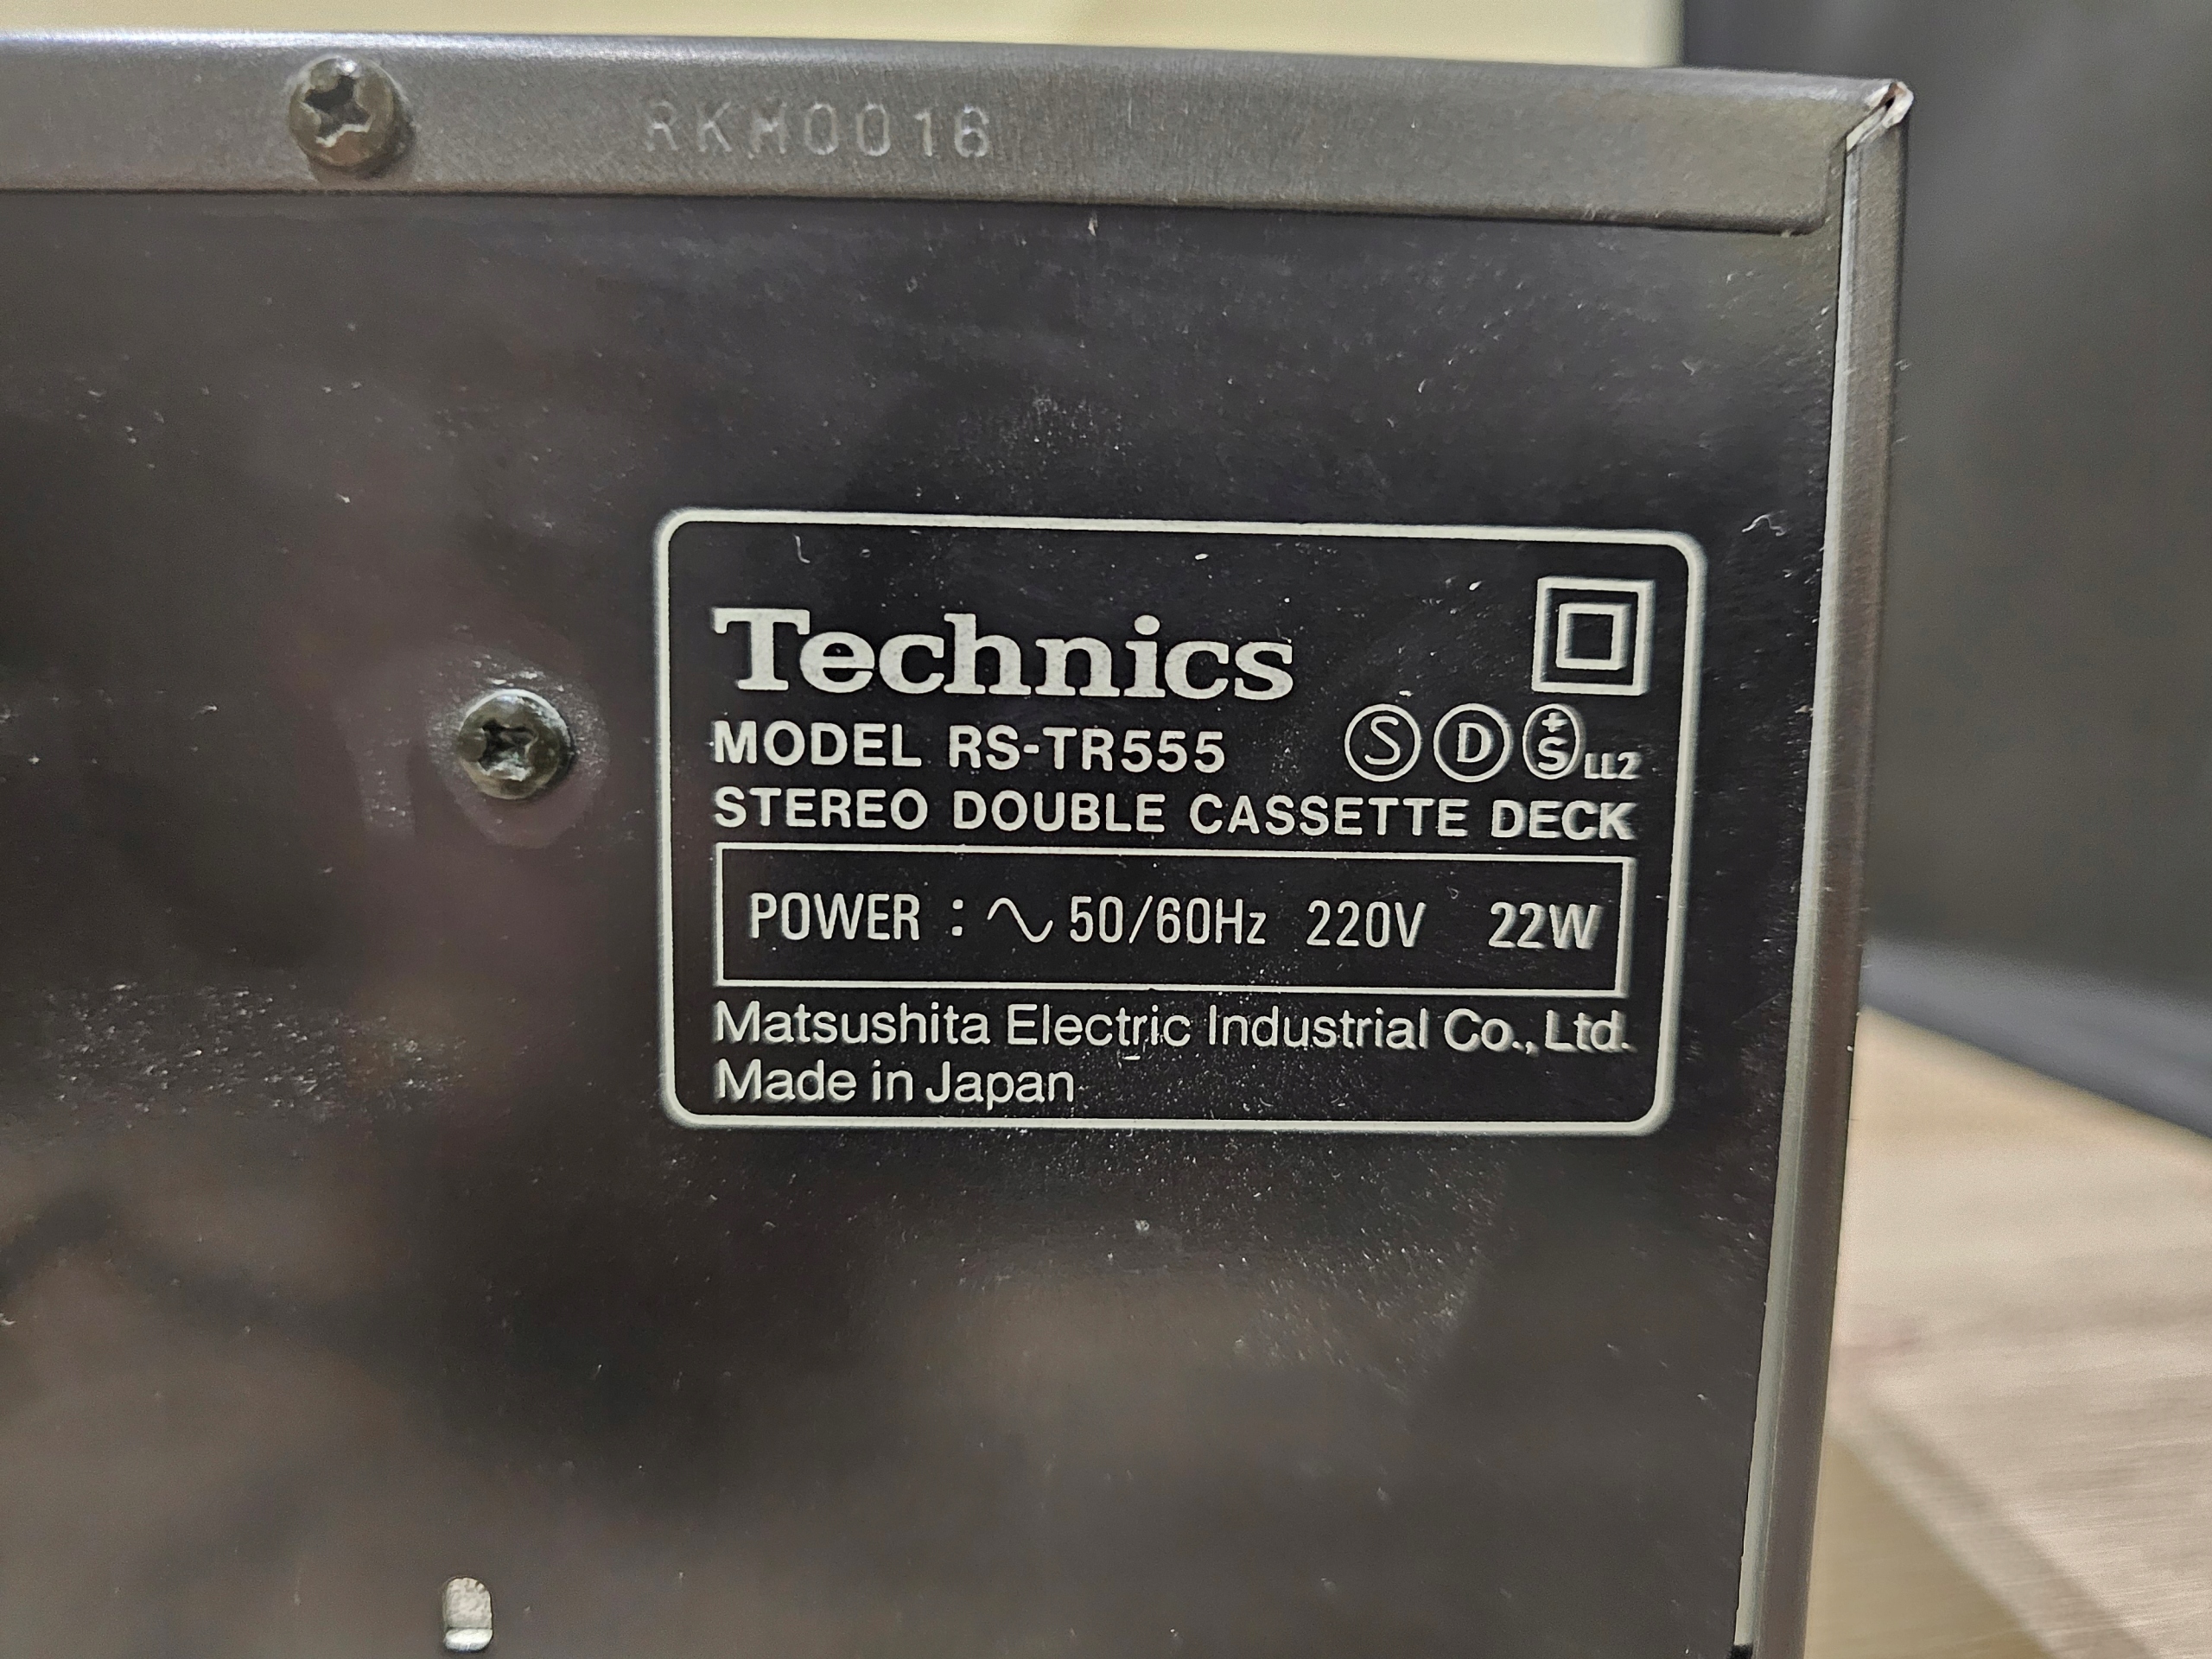 RKM0016
Technics
MODEL RS-TR555 S D +S LL2
STEREO DOUBLE CASSETTE DECK
POWER : ∿ 50/60Hz 220V 22W
Matsushita Electric Industrial Co., Ltd.
Made in Japan